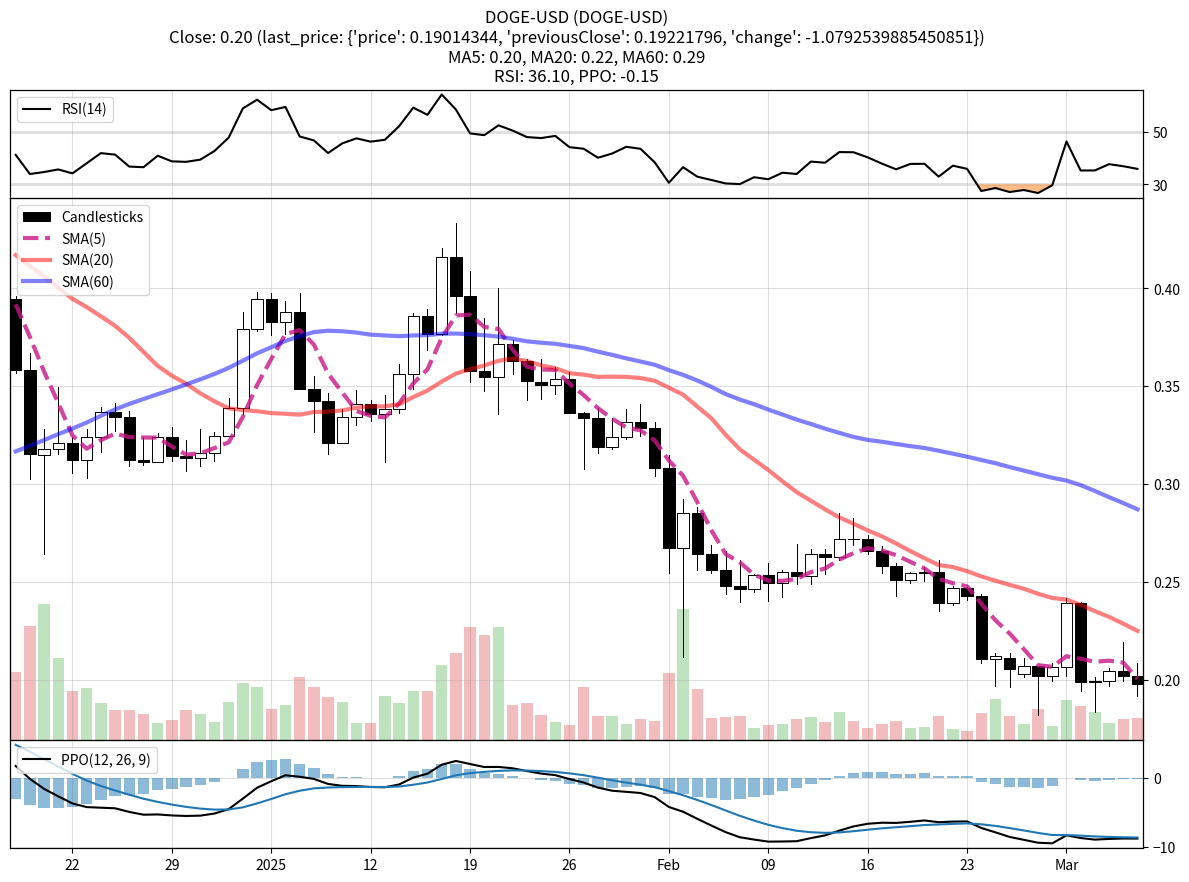 DOGE-USD (DOGE-USD)
Close: 0.20 (last_price: {'price': 0.19014344, 'previousClose': 0.19221796, 'change': -1.0792539885450851})
MA5: 0.20, MA20: 0.22, MA60: 0.29
RSI: 36.10, PPO: -0.15
RSI(14)
50
30
Candlesticks
SMA(5)
SMA(20)
SMA(60)
0.40
0.35
0.30
0.25
0.20
PPO(12, 26, 9)
0
−10
22 29 2025 12 19 26 Feb 09 16 23 Mar